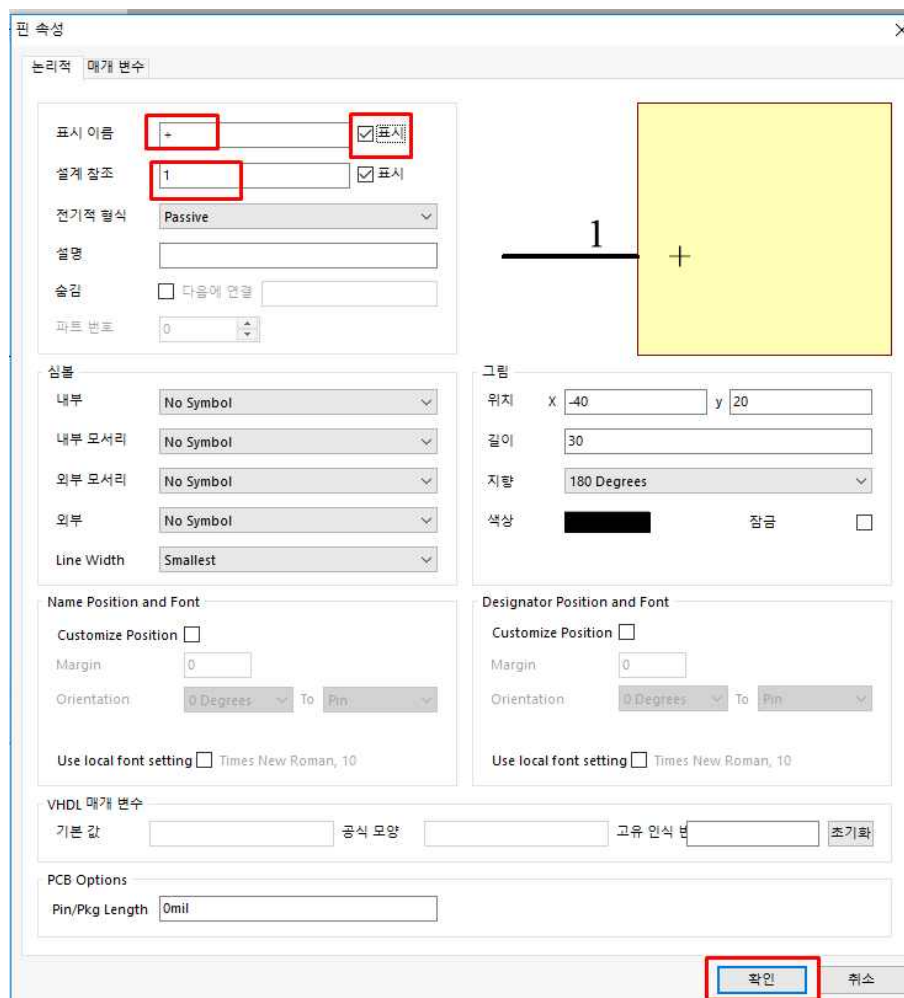 핀 속성
논리적 매개 변수
표시 이름 + 표시
설계 참조 1 표시
전기적 형식 Passive
설명
숨김 다음에 연결
파트 번호 0
1 +
심볼
내부 No Symbol
내부 모서리 No Symbol
외부 모서리 No Symbol
외부 No Symbol
Line Width Smallest
그림
위치 X -40 y 20
길이 30
지향 180 Degrees
색상 잠금
Name Position and Font
Customize Position
Margin 0
Orientation 0 Degrees To Pin
Use local font setting Times New Roman, 10
Designator Position and Font
Customize Position
Margin 0
Orientation 0 Degrees To Pin
Use local font setting Times New Roman, 10
VHDL 매개 변수
기본 값 공식 모양 고유 인식 초기화
PCB Options
Pin/Pkg Length 0mil
확인 취소